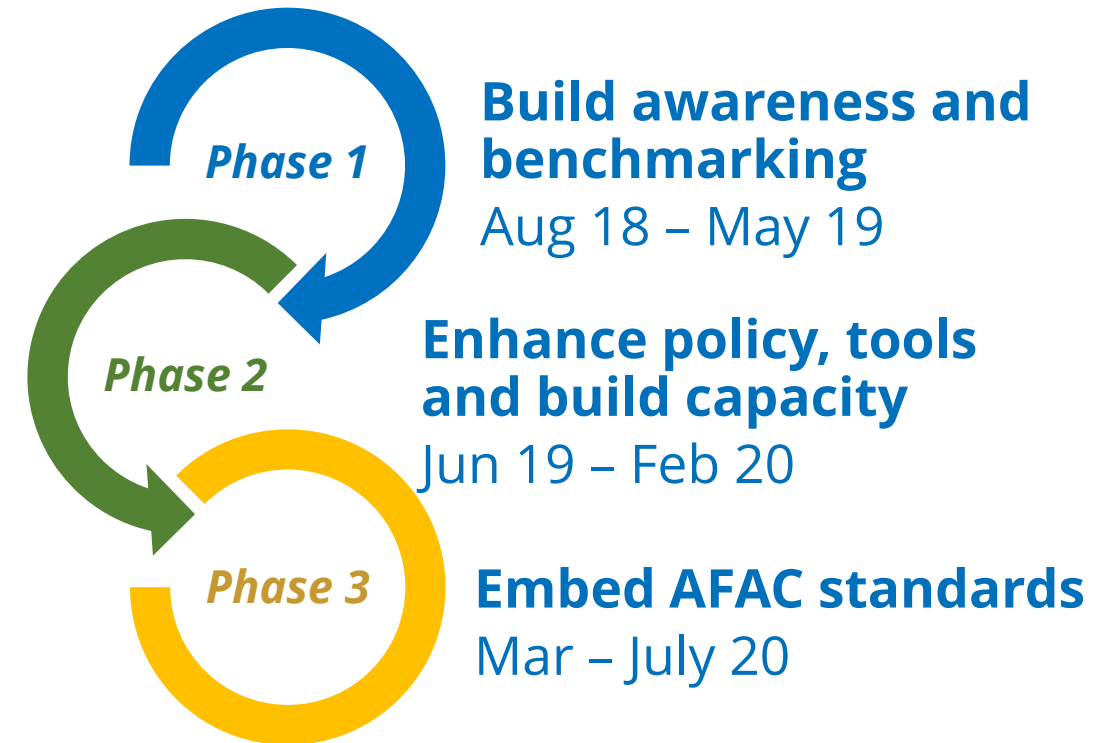 Phase 1
Build awareness and
benchmarking
Aug 18 – May 19
Phase 2
Enhance policy, tools
and build capacity
Jun 19 – Feb 20
Phase 3
Embed AFAC standards
Mar – July 20